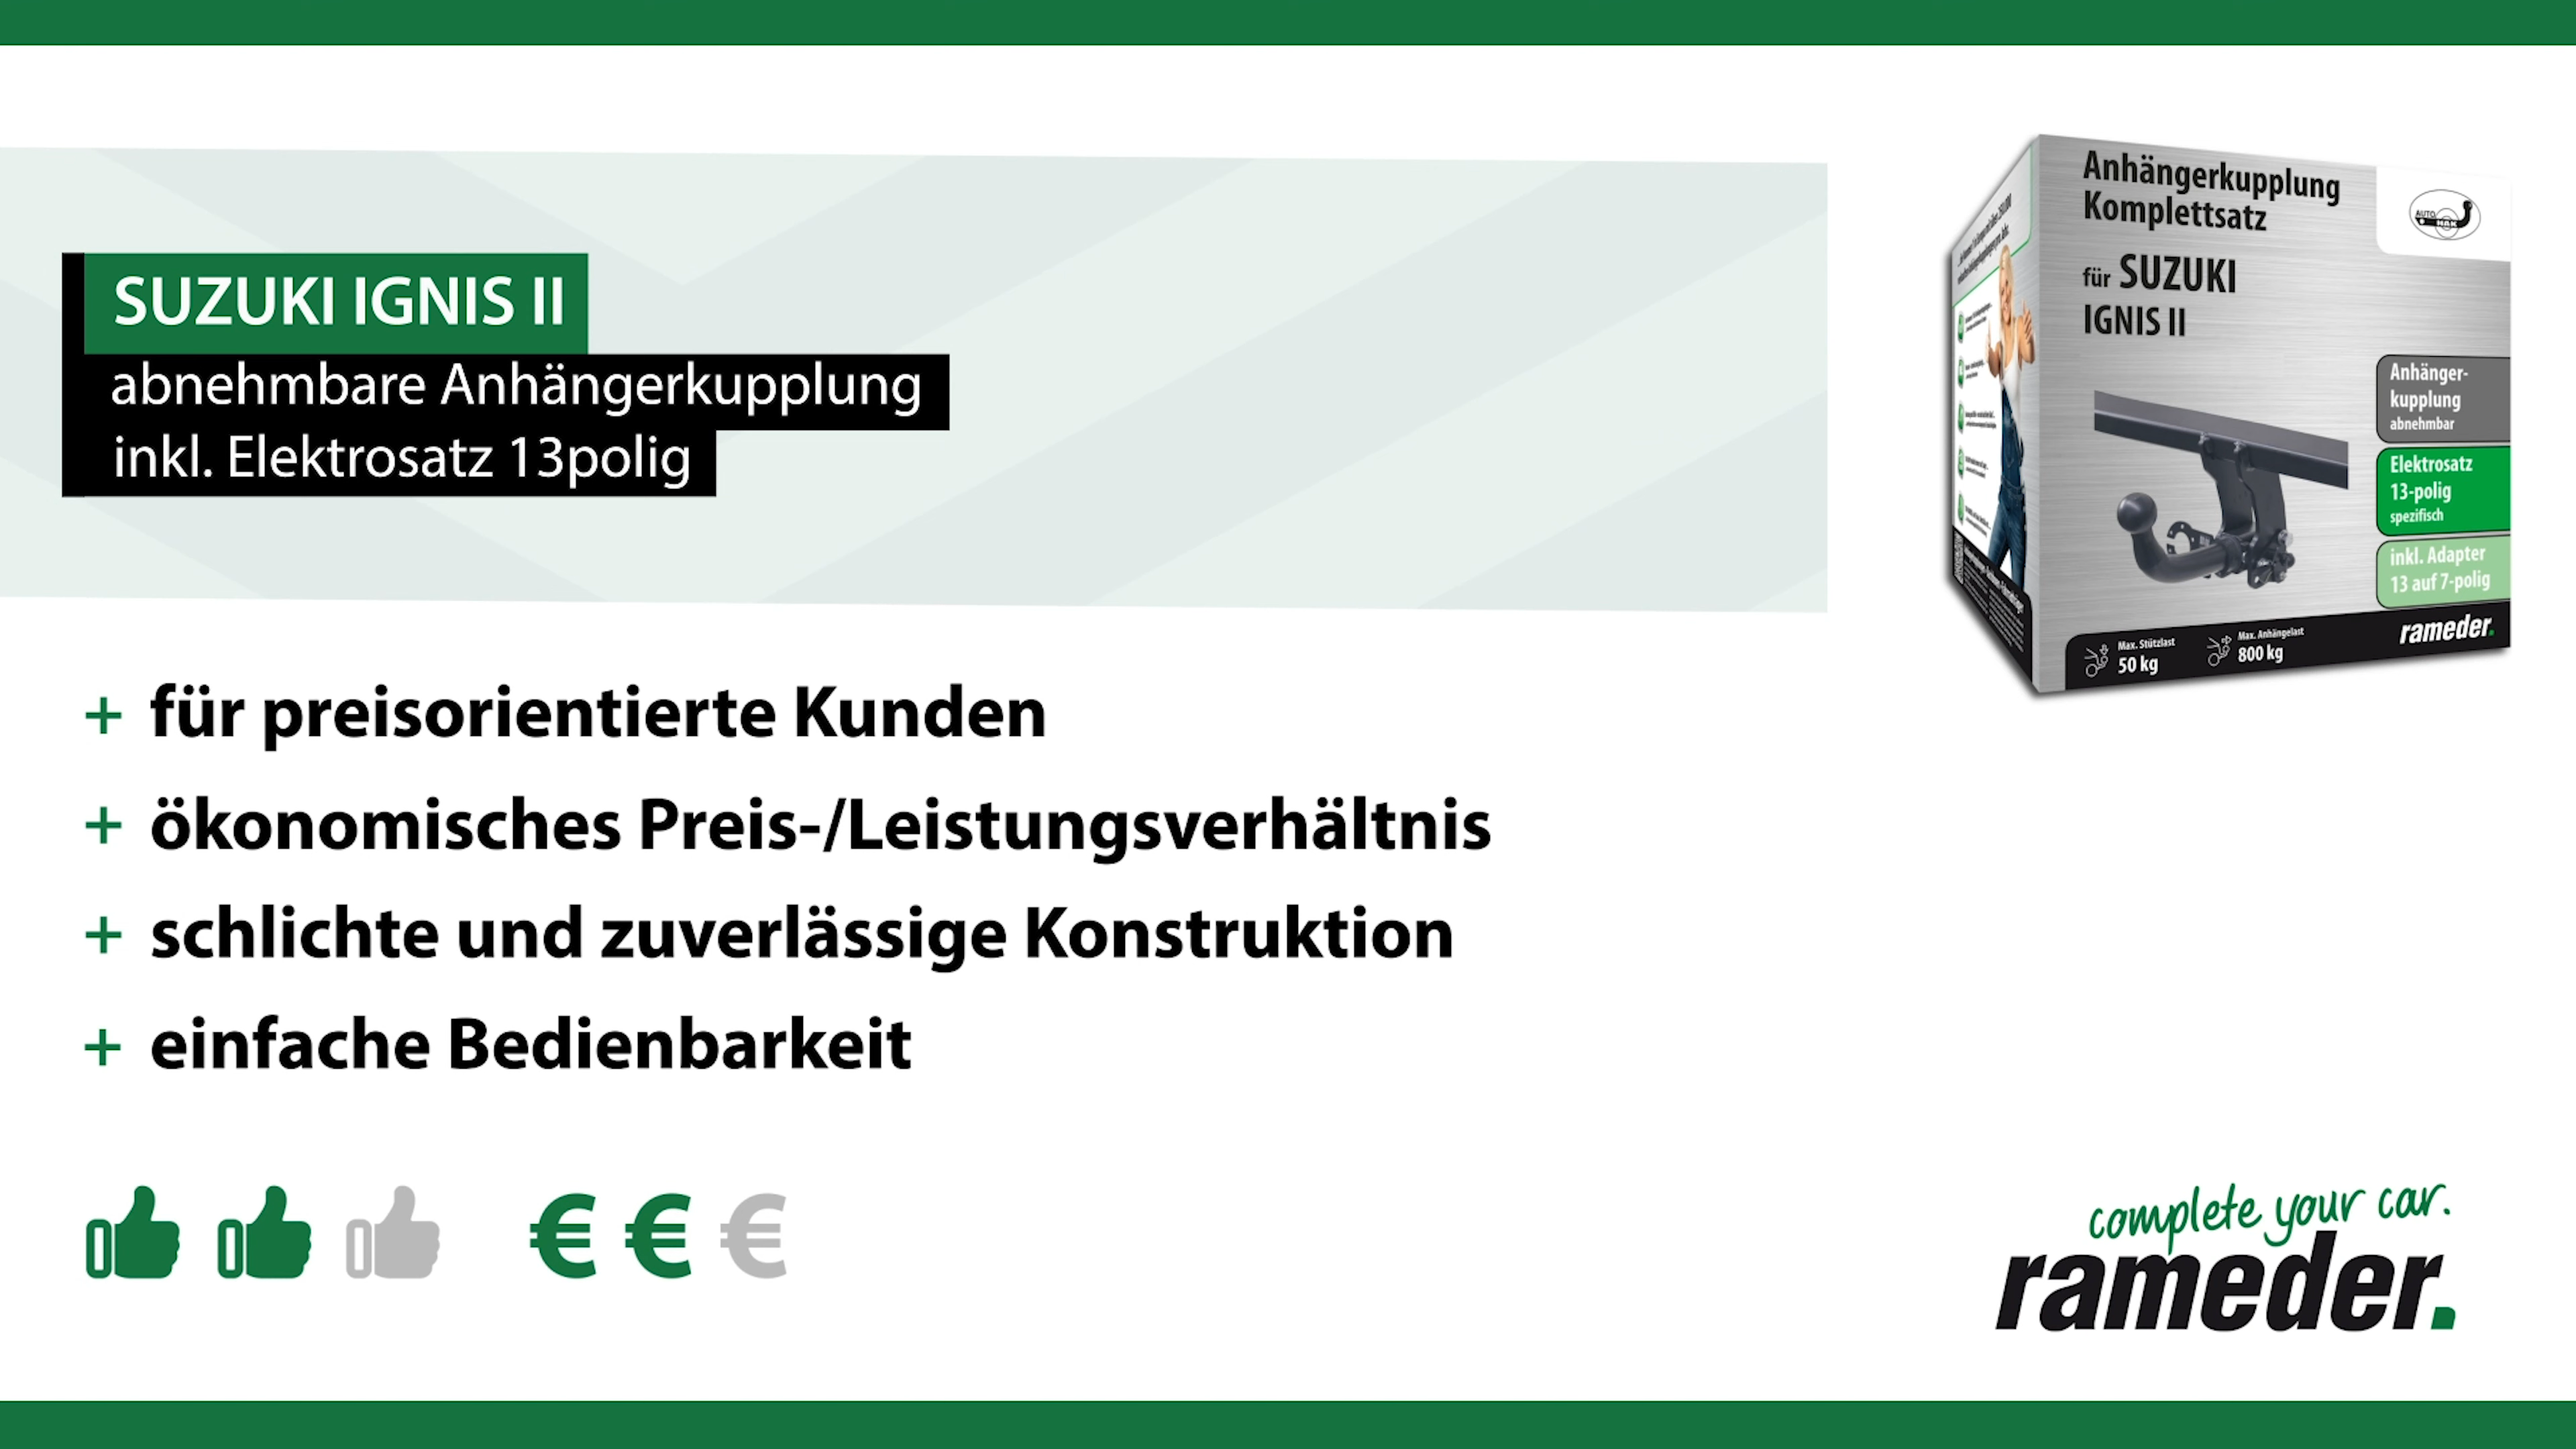 SUZUKI IGNIS II
abnehmbare Anhängerkupplung
inkl. Elektrosatz 13polig
+ für preisorientierte Kunden
+ ökonomisches Preis-/Leistungsverhältnis
+ schlichte und zuverlässige Konstruktion
+ einfache Bedienbarkeit
€ € €
Anhängerkupplung
Komplettsatz
für SUZUKI
IGNIS II
AUTO
HAK
Anhänger-
kupplung
abnehmbar
Elektrosatz
13-polig
spezifisch
inkl. Adapter
13 auf 7-polig
Max. Stützlast
50 kg
Max. Anhängelast
800 kg
rameder.
complete your car.
rameder.